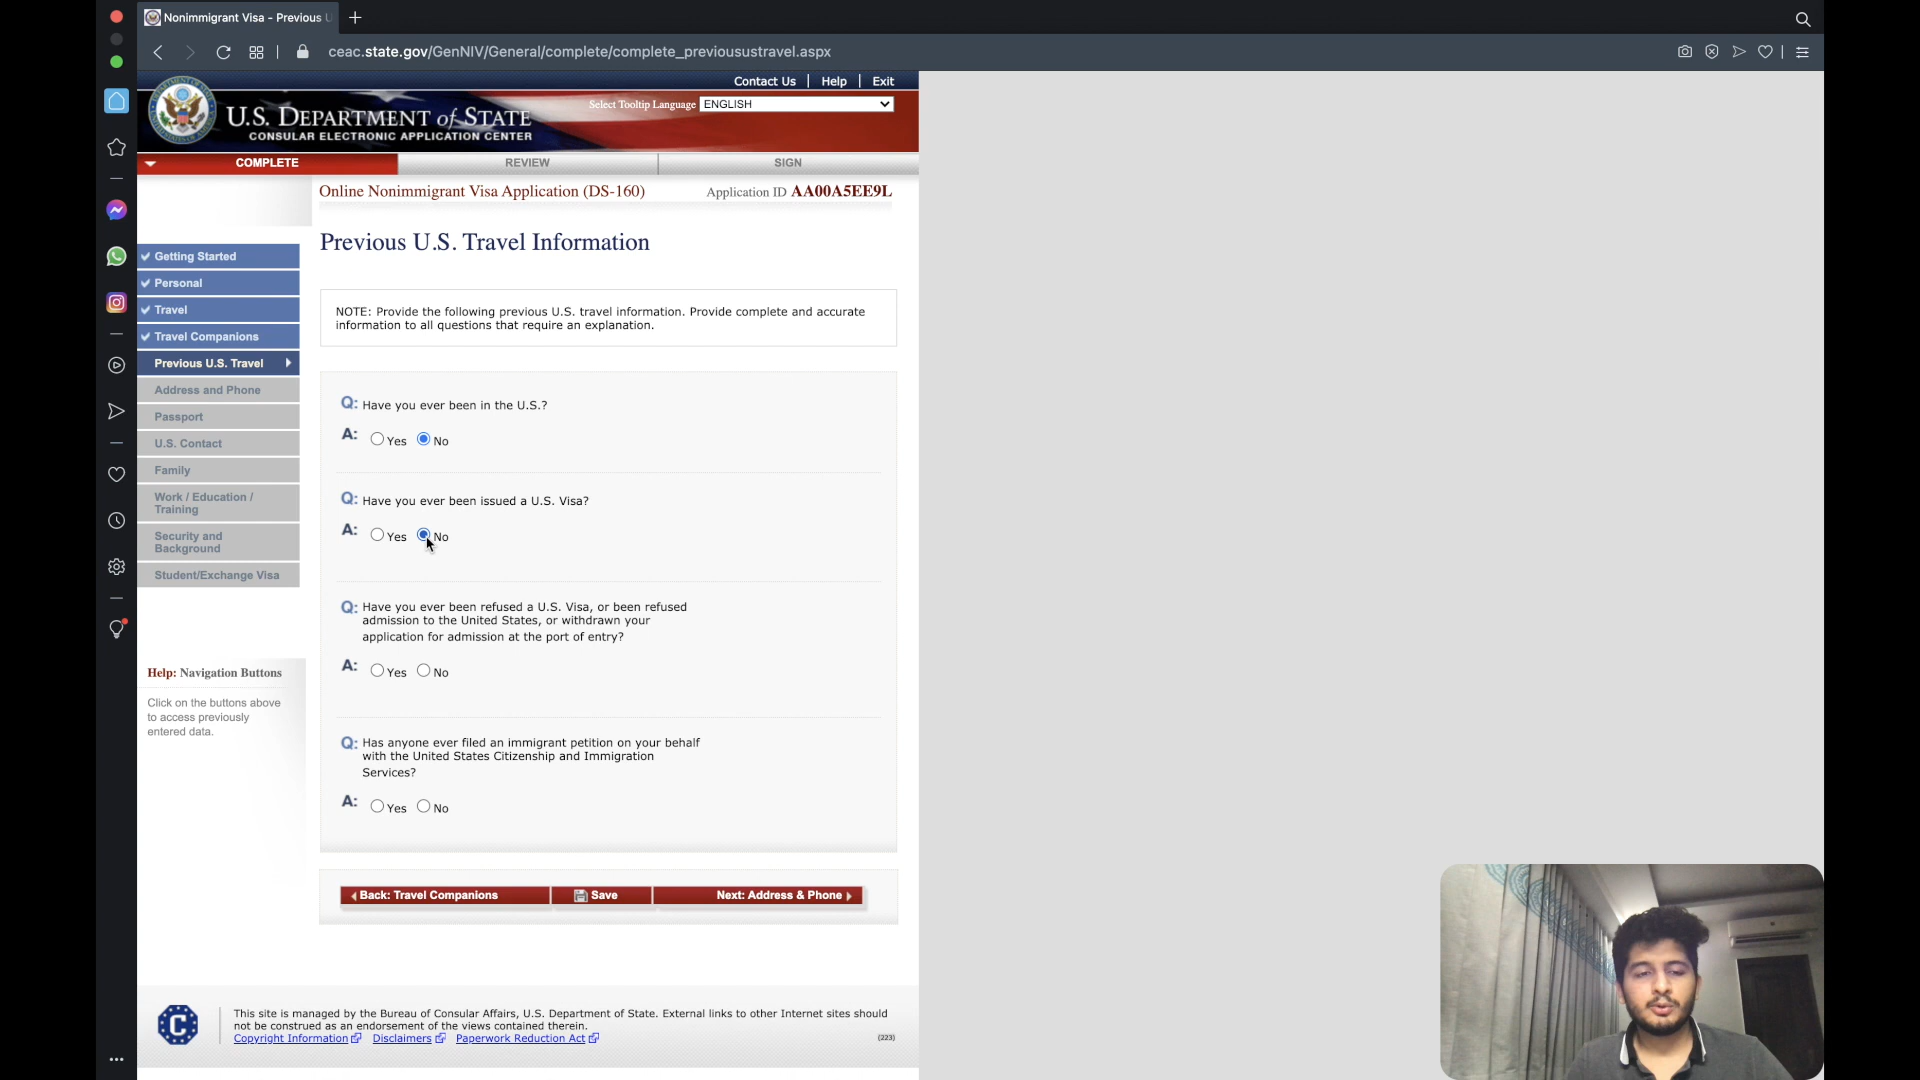 Nonimmigrant Visa - Previous U
ceac.state.gov/GenNIV/General/complete/complete_previousustravel.aspx
Contact Us | Help | Exit
Select Tooltip Language ENGLISH
U.S. DEPARTMENT of STATE
CONSULAR ELECTRONIC APPLICATION CENTER
COMPLETE
REVIEW
SIGN
Online Nonimmigrant Visa Application (DS-160)
Application ID AA00A5EE9L
Previous U.S. Travel Information
Getting Started
Personal
Travel
Travel Companions
Previous U.S. Travel
Address and Phone
Passport
U.S. Contact
Family
Work / Education /
Training
Security and
Background
Student/Exchange Visa
Help: Navigation Buttons
Click on the buttons above
to access previously
entered data.
NOTE: Provide the following previous U.S. travel information. Provide complete and accurate
information to all questions that require an explanation.
Q: Have you ever been in the U.S.?
A: Yes No
Q: Have you ever been issued a U.S. Visa?
A: Yes No
Q: Have you ever been refused a U.S. Visa, or been refused
admission to the United States, or withdrawn your
application for admission at the port of entry?
A: Yes No
Q: Has anyone ever filed an immigrant petition on your behalf
with the United States Citizenship and Immigration
Services?
A: Yes No
Back: Travel Companions
Save
Next: Address & Phone
C
This site is managed by the Bureau of Consular Affairs, U.S. Department of State. External links to other Internet sites should
not be construed as an endorsement of the views contained therein.
Copyright Information Disclaimers Paperwork Reduction Act
(223)